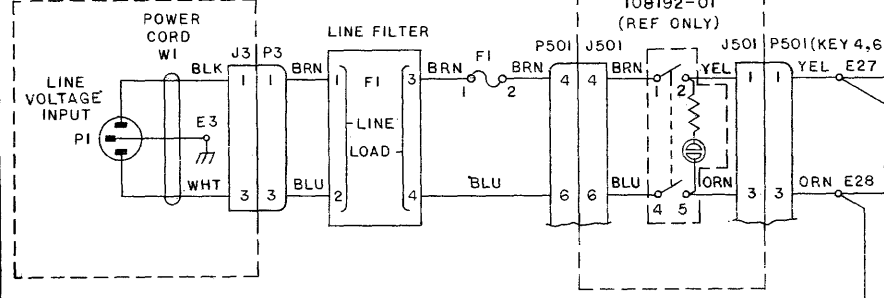 108192-01
(REF ONLY)
POWER
CORD
W1
LINE FILTER
J3 P3
P501 J501
J501 P501(KEY 4,6
BLK
1 1
BRN
1
F1
3
BRN
F1
1 2
BRN
4 4
BRN
1 2
YEL
1 1
YEL
E27
LINE
VOLTAGE
INPUT
P1
E3
LINE
LOAD
WHT
3 3
BLU
2
4
BLU
6 6
BLU
4 5
ORN
3 3
ORN
E28